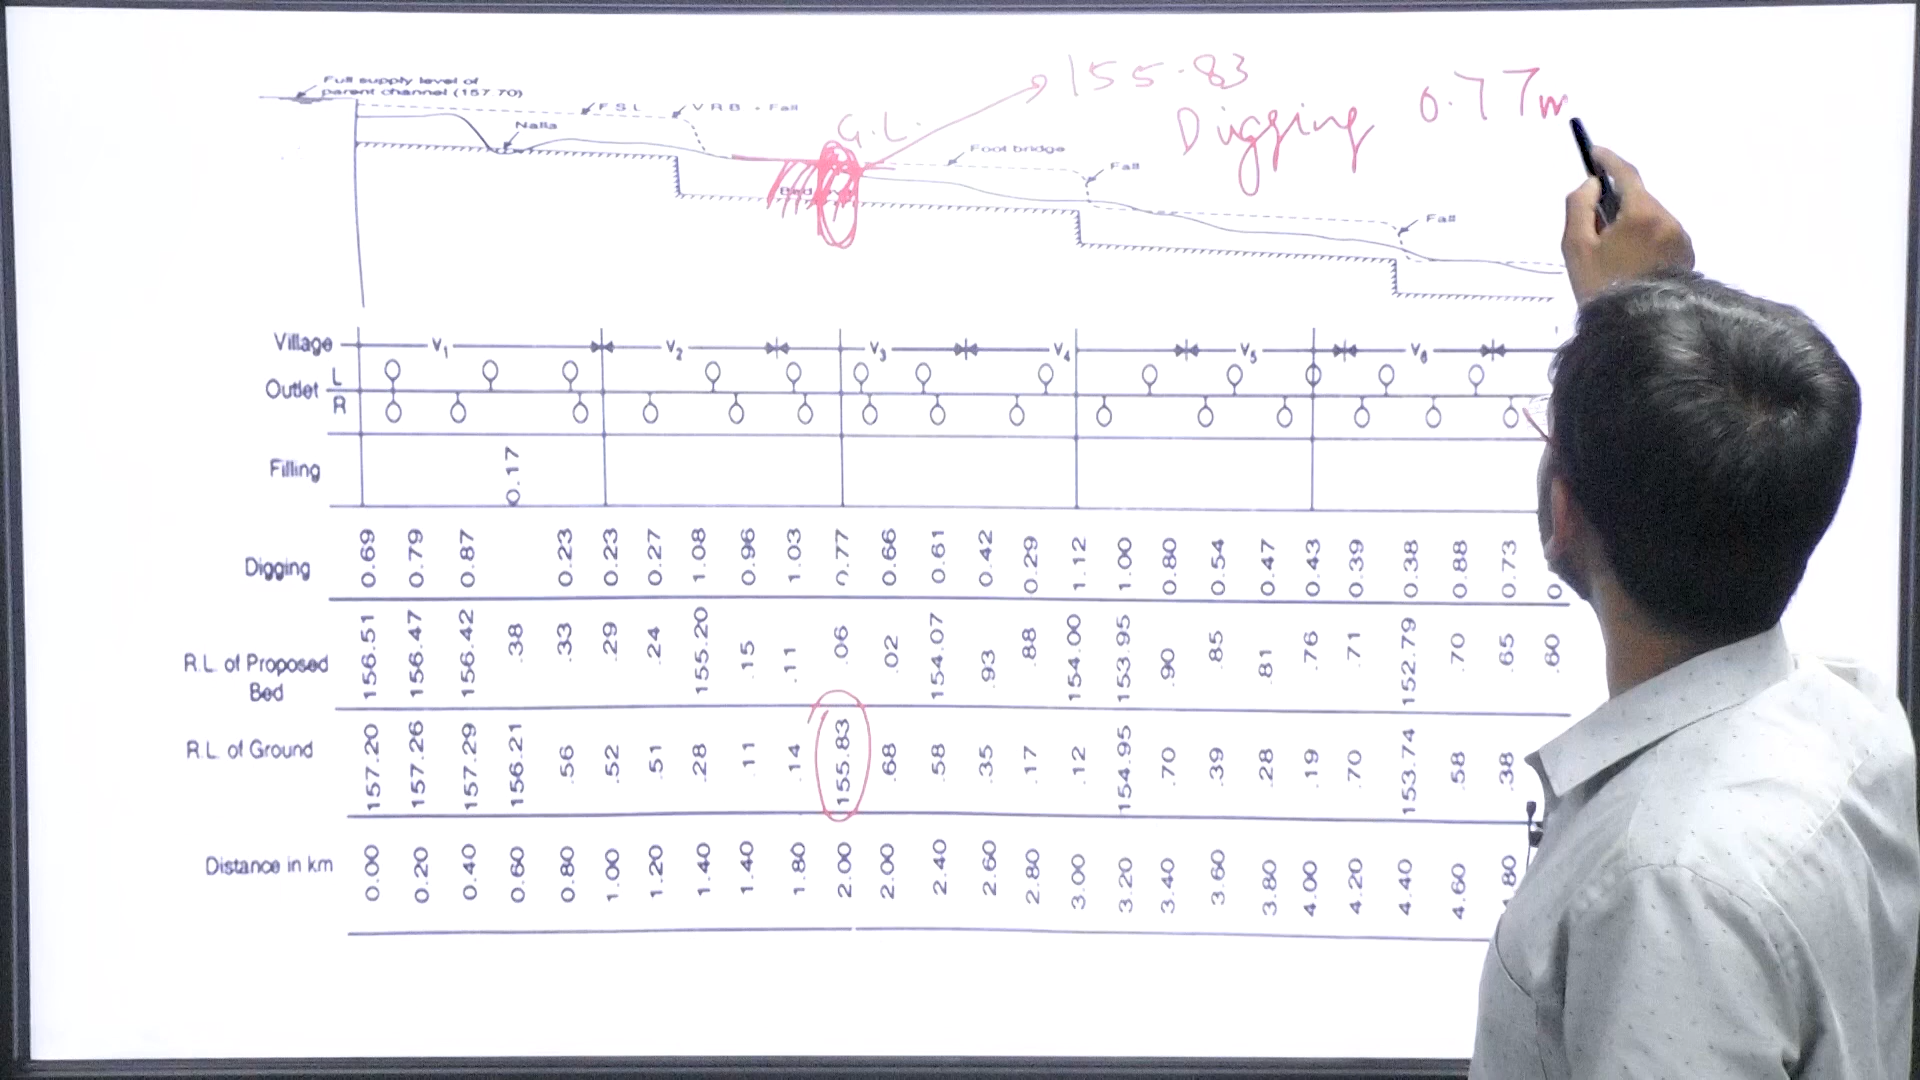 155.83
Digging 0.77m
G.L.
Full supply level of
parent channel (157 70)
F S L
V R B + Fall
Nalla
Foot bridge
Fall
Bed
Fall
Village V1 V2 V3 V4 V5 V6
Outlet L
R
Filling 0.17
Digging 0.69 0.79 0.87 0.23 0.23 0.27 1.08 0.96 1.03 0.77 0.66 0.61 0.42 0.29 1.12 1.00 0.80 0.54 0.47 0.43 0.39 0.38 0.88 0.73
R.L. of Proposed
Bed
156.51 156.47 156.42 .38 .33 .29 .24 155.20 .15 .11 .06 .02 154.07 .93 .88 154.00 153.95 .90 .85 .81 .76 .71 152.79 .70 .65 .60
R.L. of Ground 157.20 157.26 157.29 156.21 .56 .52 .51 .28 .11 .14 155.83 .68 .58 .35 .17 .12 154.95 .70 .39 .28 .19 .70 153.74 .58 .38
Distance in km 0.00 0.20 0.40 0.60 0.80 1.00 1.20 1.40 1.40 1.80 2.00 2.00 2.40 2.60 2.80 3.00 3.20 3.40 3.60 3.80 4.00 4.20 4.40 4.60